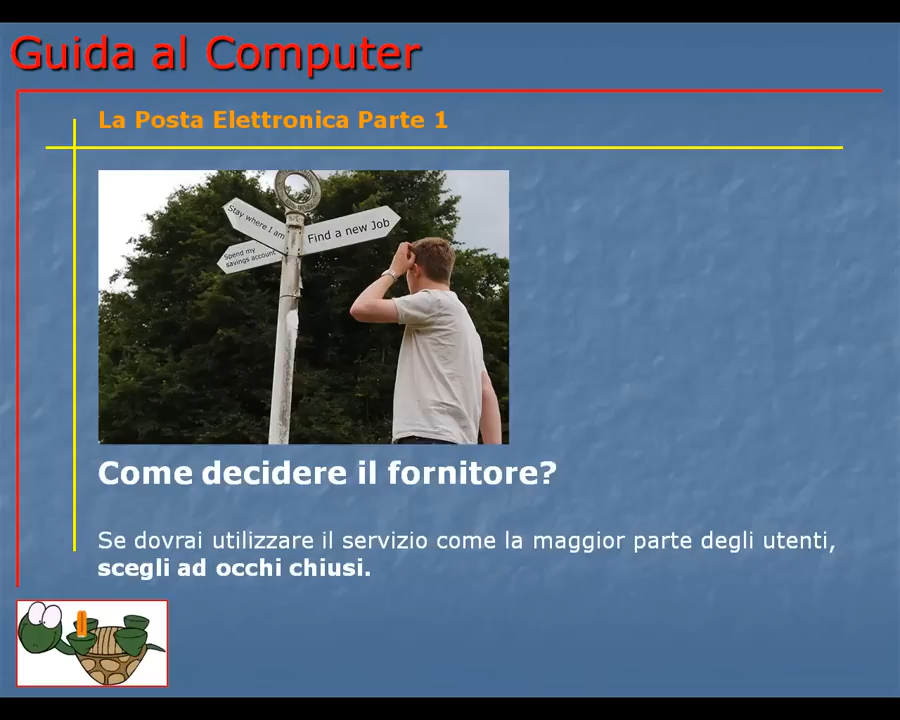 Guida al Computer
La Posta Elettronica Parte 1
Stay where I am
Find a new Job
Spend my
savings account
Come decidere il fornitore?
Se dovrai utilizzare il servizio come la maggior parte degli utenti,
scegli ad occhi chiusi.